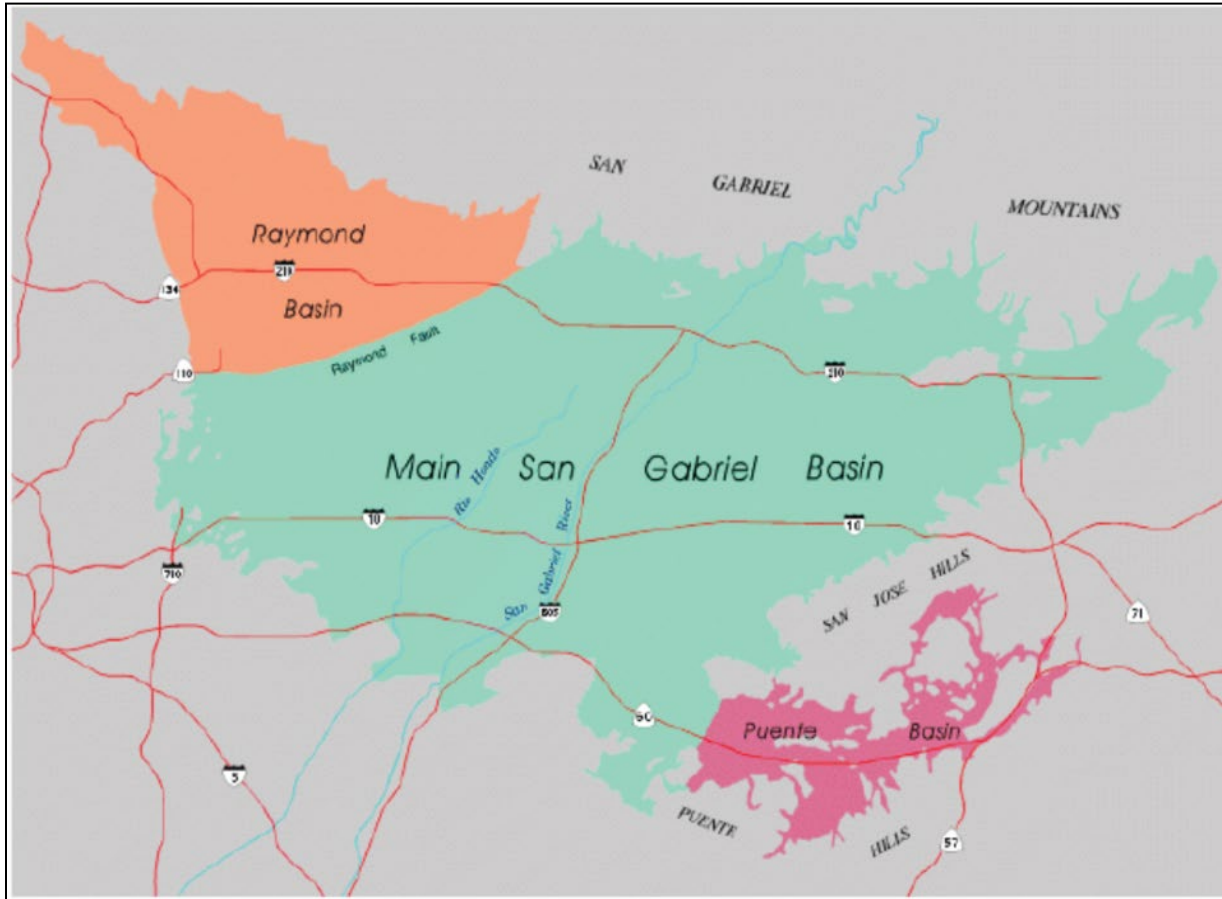 SAN
GABRIEL
MOUNTAINS
Raymond
210
134
Basin
Raymond Fault
110
210
Main San Gabriel Basin
Rio Hondo
10
10
San Gabriel River
710
605
SAN JOSE HILLS
71
60
Puente Basin
5
PUENTE
HILLS
57